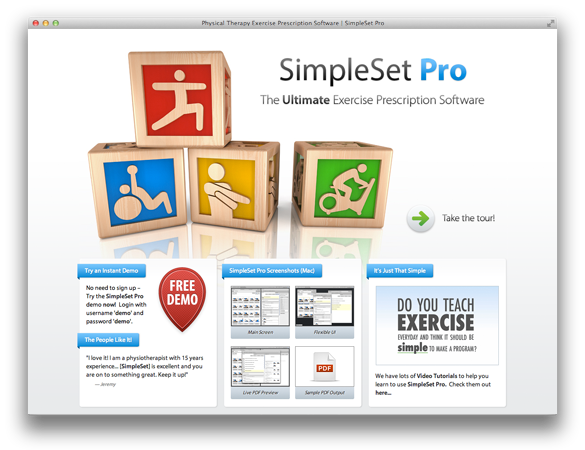 Physical Therapy Exercise Prescription Software | SimpleSet Pro
SimpleSet Pro
The Ultimate Exercise Prescription Software
Take the tour!
Try an Instant Demo
No need to sign up –
Try the SimpleSet Pro
demo now! Login with
username 'demo' and
password 'demo'.
FREE
DEMO
The People Like It!
"I love it! I am a physiotherapist with 15 years
experience... [SimpleSet] is excellent and you
are on to something great. Keep it up!"
— Jeremy
SimpleSet Pro Screenshots (Mac)
Main Screen
Flexible UI
Live PDF Preview
PDF
Sample PDF Output
It's Just That Simple
DO YOU TEACH
EXERCISE
EVERYDAY AND THINK IT SHOULD BE
simple TO MAKE A PROGRAM?
We have lots of Video Tutorials to help you
learn to use SimpleSet Pro. Check them out
here...